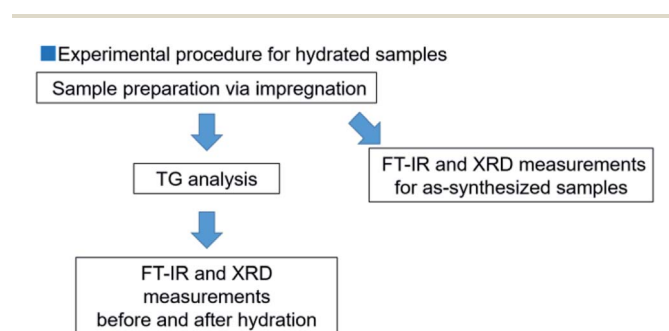 Experimental procedure for hydrated samples
Sample preparation via impregnation
TG analysis
FT-IR and XRD measurements
for as-synthesized samples
FT-IR and XRD
measurements
before and after hydration